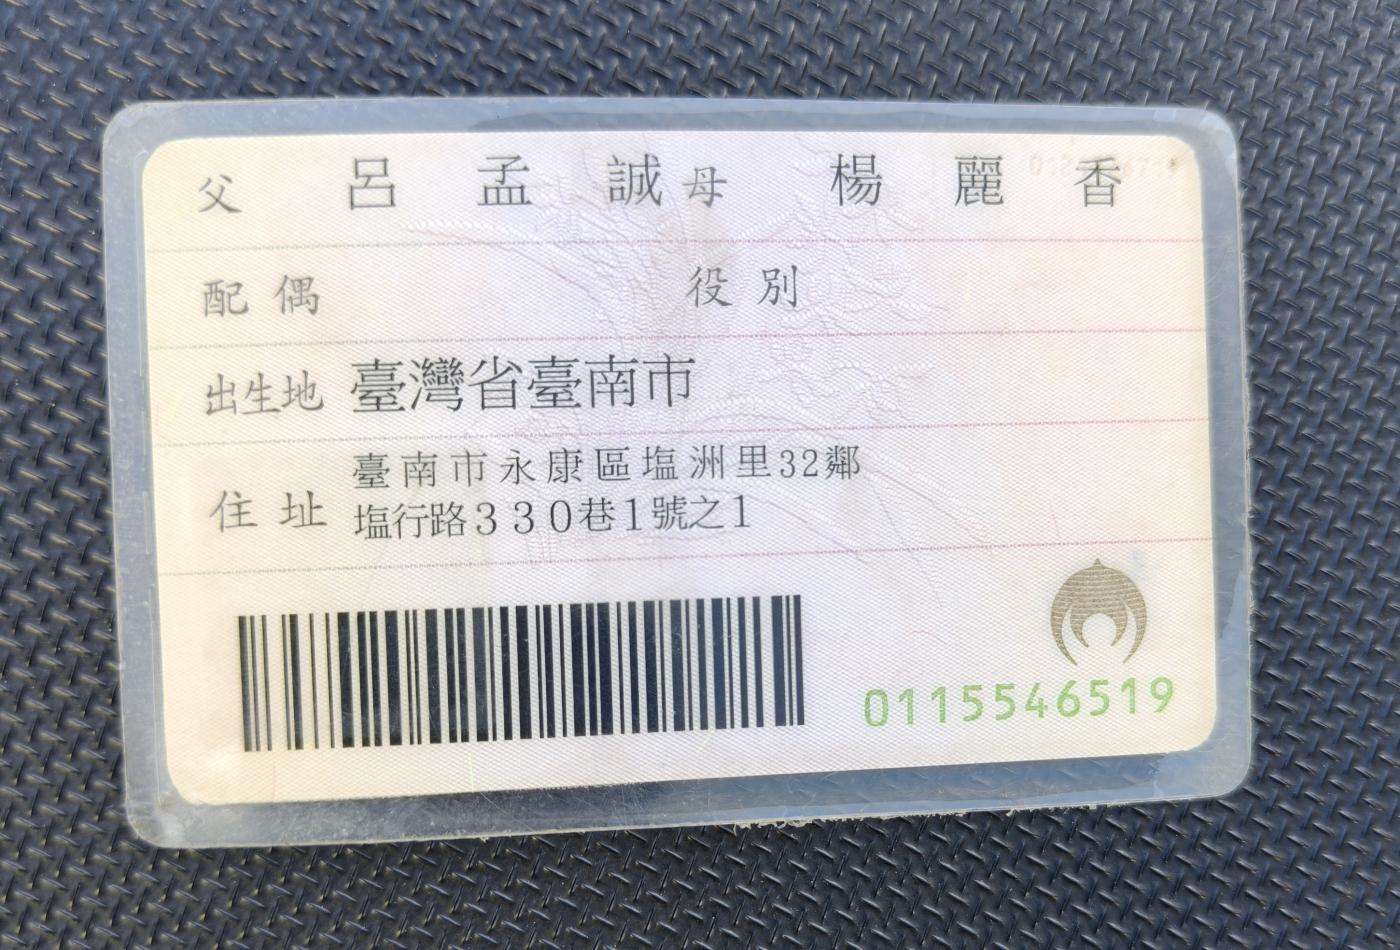 父 呂孟誠 母 楊麗香
配偶 役別
出生地 臺灣省臺南市
臺南市永康區塩洲里32鄰
住址 塩行路330巷1號之1
0115546519